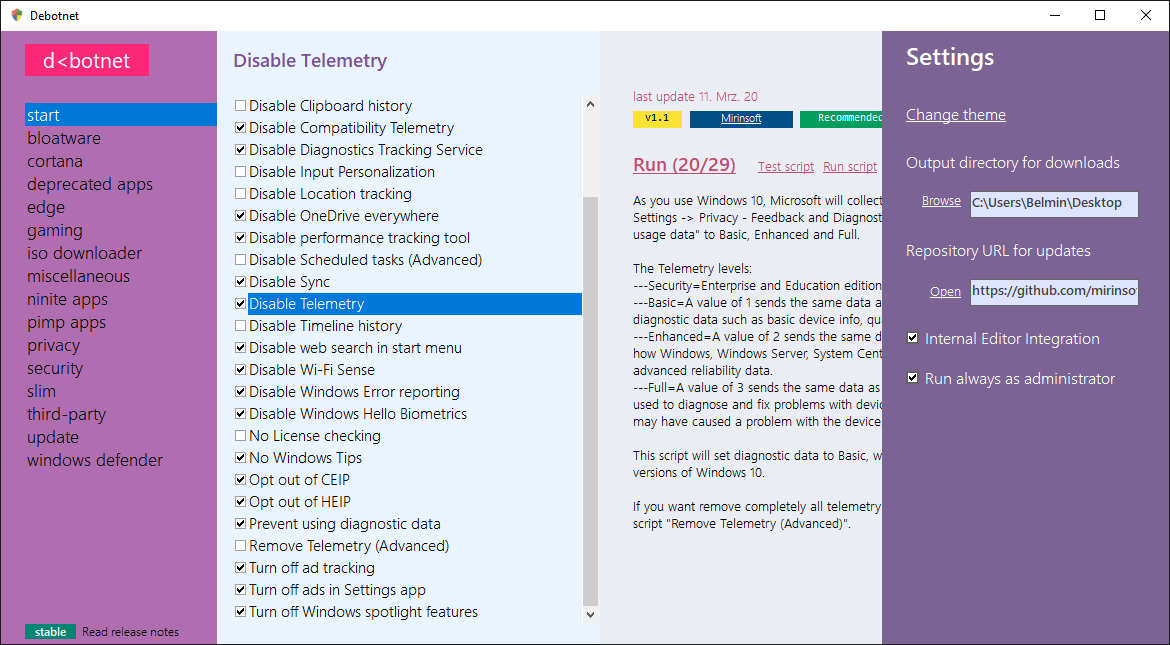 Debotnet
d<botnet
start
bloatware
cortana
deprecated apps
edge
gaming
iso downloader
miscellaneous
ninite apps
pimp apps
privacy
security
slim
third-party
update
windows defender
stable Read release notes
Disable Telemetry
Disable Clipboard history
Disable Compatibility Telemetry
Disable Diagnostics Tracking Service
Disable Input Personalization
Disable Location tracking
Disable OneDrive everywhere
Disable performance tracking tool
Disable Scheduled tasks (Advanced)
Disable Sync
Disable Telemetry
Disable Timeline history
Disable web search in start menu
Disable Wi-Fi Sense
Disable Windows Error reporting
Disable Windows Hello Biometrics
No License checking
No Windows Tips
Opt out of CEIP
Opt out of HEIP
Prevent using diagnostic data
Remove Telemetry (Advanced)
Turn off ad tracking
Turn off ads in Settings app
Turn off Windows spotlight features
last update 11. Mrz. 20
v1.1 Mirinsoft Recommended
Run (20/29) Test script Run script
As you use Windows 10, Microsoft will collect
Settings -> Privacy - Feedback and Diagnost
usage data" to Basic, Enhanced and Full.
The Telemetry levels:
---Security=Enterprise and Education edition
---Basic=A value of 1 sends the same data a
diagnostic data such as basic device info, qu
---Enhanced=A value of 2 sends the same d
how Windows, Windows Server, System Cent
advanced reliability data.
---Full=A value of 3 sends the same data as
used to diagnose and fix problems with devic
may have caused a problem with the device
This script will set diagnostic data to Basic, w
versions of Windows 10.
If you want remove completely all telemetry
script "Remove Telemetry (Advanced)".
Settings
Change theme
Output directory for downloads
Browse C:\Users\Belmin\Desktop
Repository URL for updates
Open https://github.com/mirinso
Internal Editor Integration
Run always as administrator